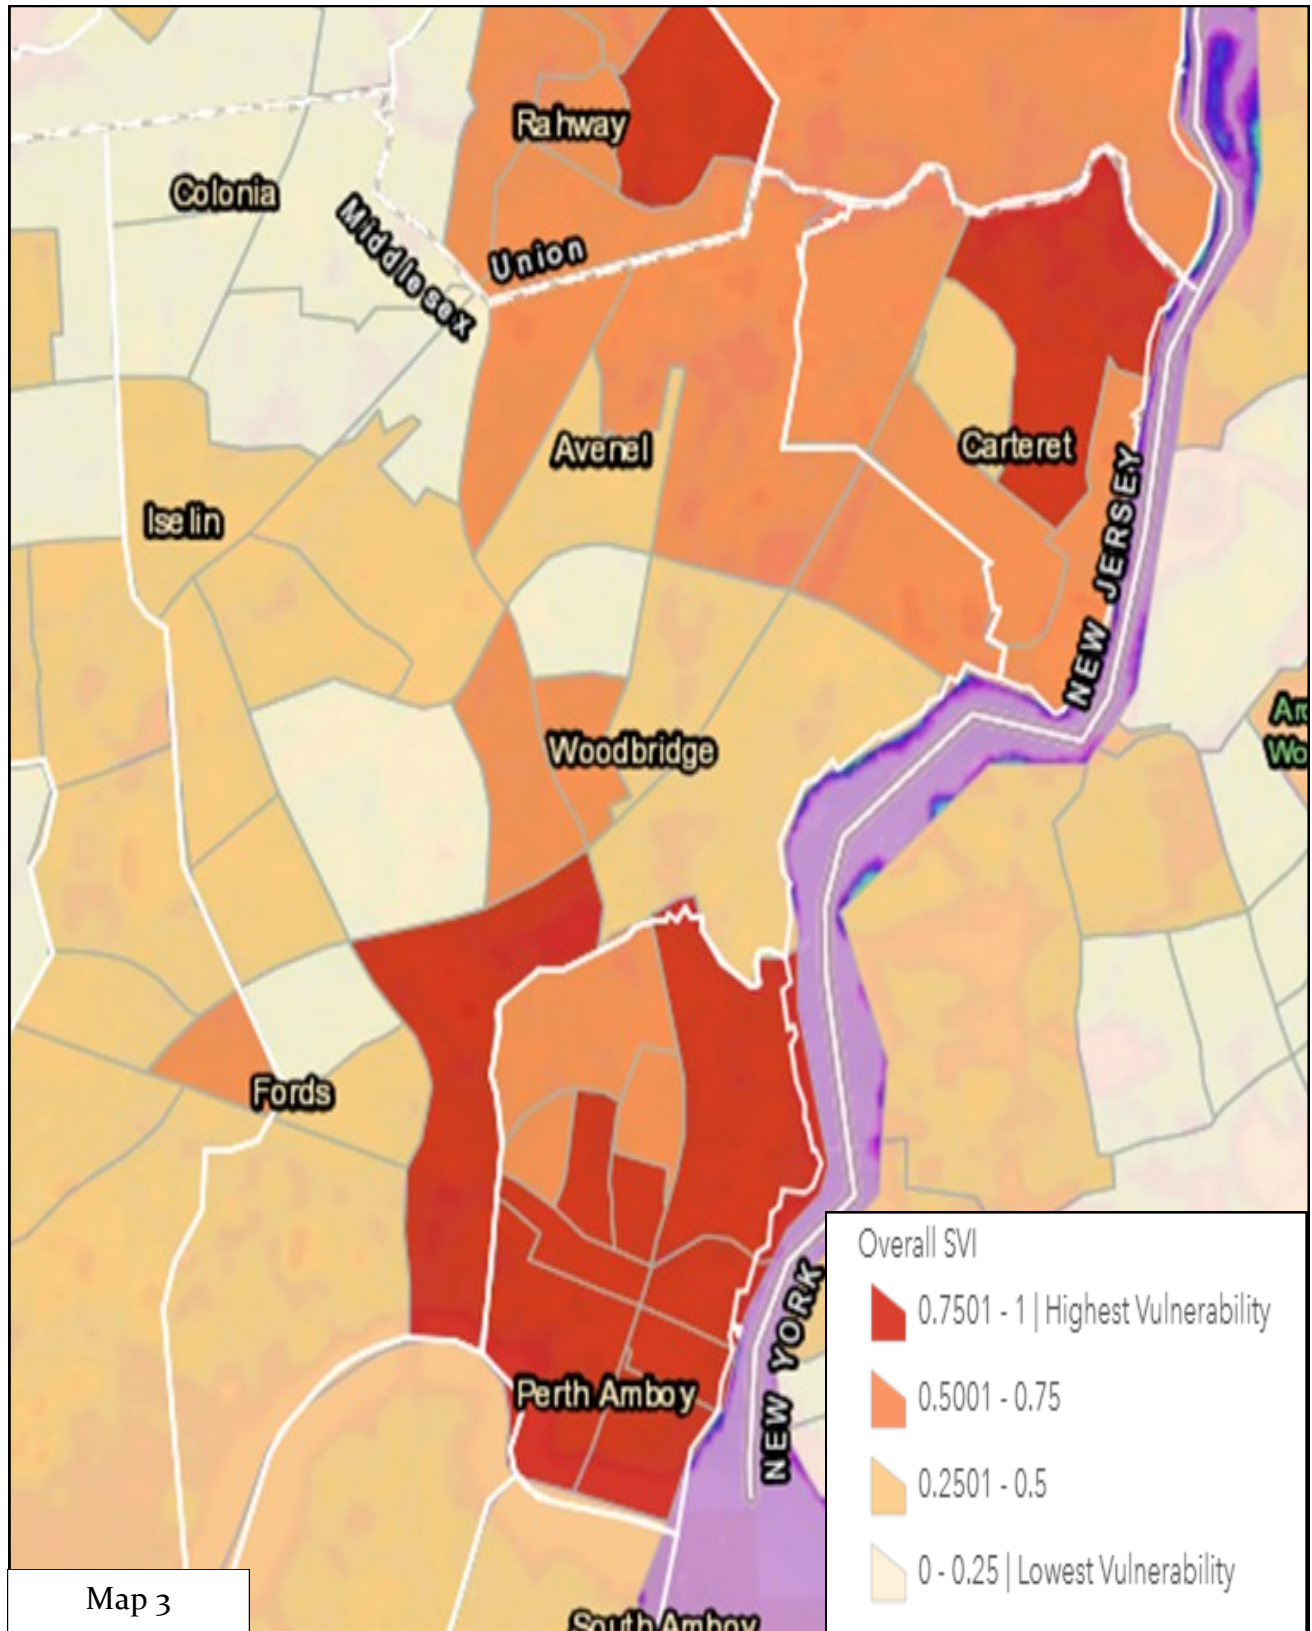 Rahway
Colonia
Middlesex
Union
Avenel
Carteret
Iselin
NEW JERSEY
Woodbridge
Fords
Perth Amboy
NEW YORK
South Amboy
Overall SVI
0.7501 - 1 | Highest Vulnerability
0.5001 - 0.75
0.2501 - 0.5
0 - 0.25 | Lowest Vulnerability
Map 3